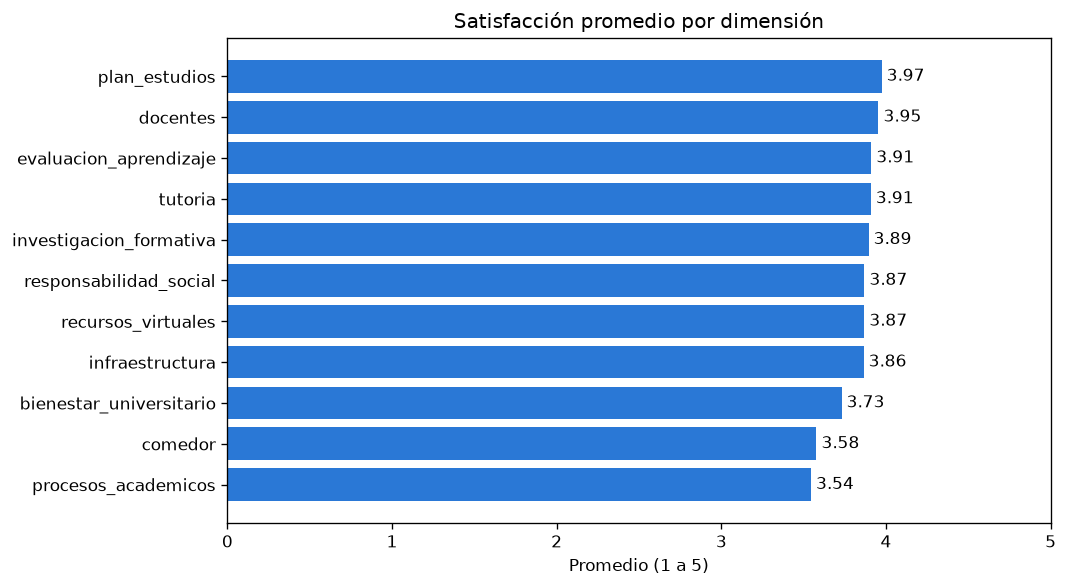 Satisfacción promedio por dimensión
plan_estudios 3.97
docentes 3.95
evaluacion_aprendizaje 3.91
tutoria 3.91
investigacion_formativa 3.89
responsabilidad_social 3.87
recursos_virtuales 3.87
infraestructura 3.86
bienestar_universitario 3.73
comedor 3.58
procesos_academicos 3.54
0 1 2 3 4 5
Promedio (1 a 5)